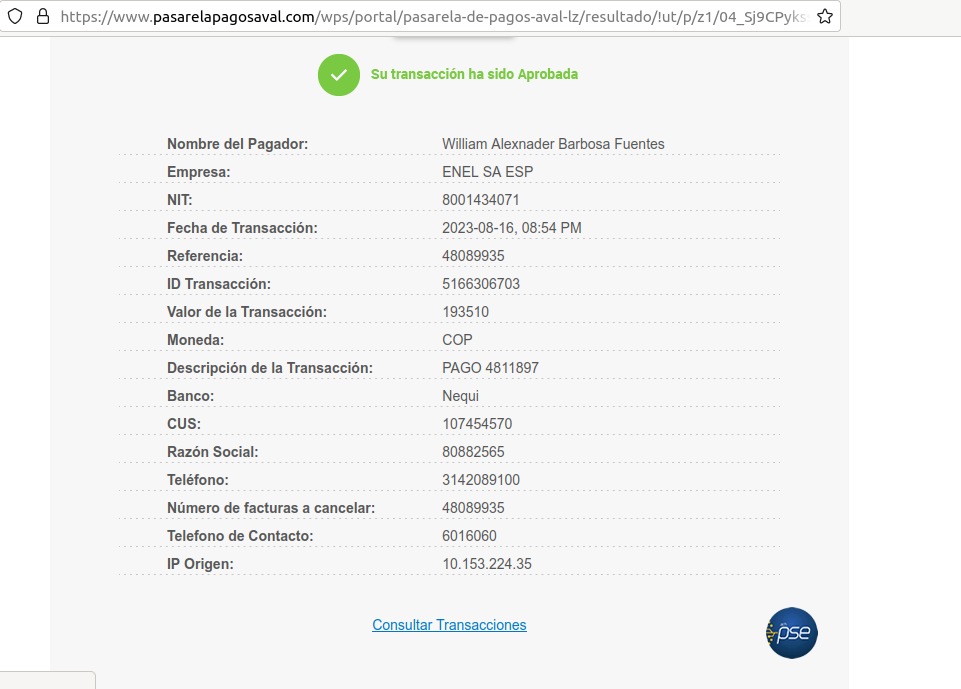 https://www.pasarelapagosaval.com/wps/portal/pasarela-de-pagos-aval-lz/resultado/!ut/p/z1/04_Sj9CPyks
Su transacción ha sido Aprobada
Nombre del Pagador: William Alexnader Barbosa Fuentes
Empresa: ENEL SA ESP
NIT: 8001434071
Fecha de Transacción: 2023-08-16, 08:54 PM
Referencia: 48089935
ID Transacción: 5166306703
Valor de la Transacción: 193510
Moneda: COP
Descripción de la Transacción: PAGO 4811897
Banco: Nequi
CUS: 107454570
Razón Social: 80882565
Teléfono: 3142089100
Número de facturas a cancelar: 48089935
Telefono de Contacto: 6016060
IP Origen: 10.153.224.35
Consultar Transacciones
pse